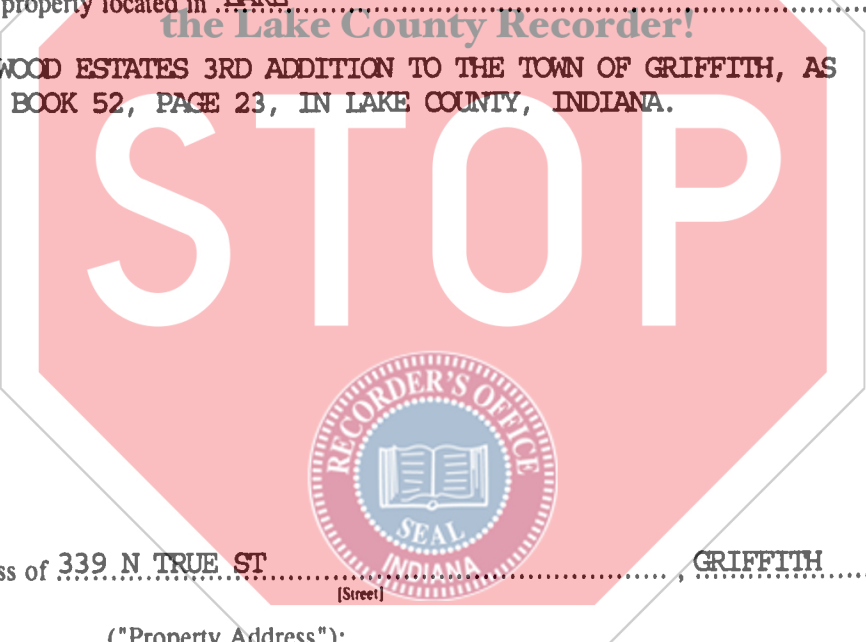 property located in LAKE
the Lake County Recorder!
WOOD ESTATES 3RD ADDITION TO THE TOWN OF GRIFFITH, AS
BOOK 52, PAGE 23, IN LAKE COUNTY, INDIANA.
STOP
RECORDER'S OFFICE
SEAL
INDIANA
ss of 339 N TRUE ST, GRIFFITH
[Street]
("Property Address");